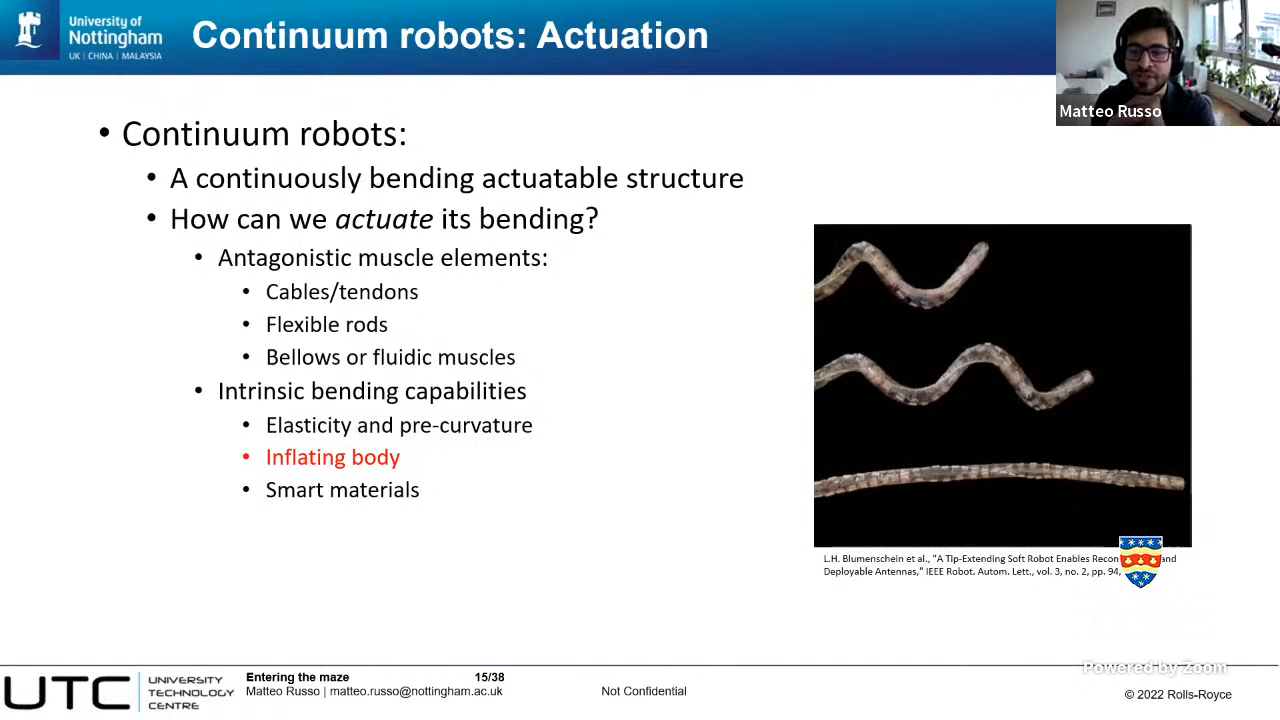 University of
Nottingham
UK | CHINA | MALAYSIA
Continuum robots: Actuation
Matteo Russo
• Continuum robots:
• A continuously bending actuatable structure
• How can we actuate its bending?
• Antagonistic muscle elements:
• Cables/tendons
• Flexible rods
• Bellows or fluidic muscles
• Intrinsic bending capabilities
• Elasticity and pre-curvature
• Inflating body
• Smart materials
L.H. Blumenschein et al., "A Tip-Extending Soft Robot Enables Recon and
Deployable Antennas," IEEE Robot. Autom. Lett., vol. 3, no. 2, pp. 94,
Powered by Zoom
UTC
UNIVERSITY
TECHNOLOGY
CENTRE
Entering the maze 15/38
Matteo Russo | matteo.russo@nottingham.ac.uk
Not Confidential
© 2022 Rolls-Royce